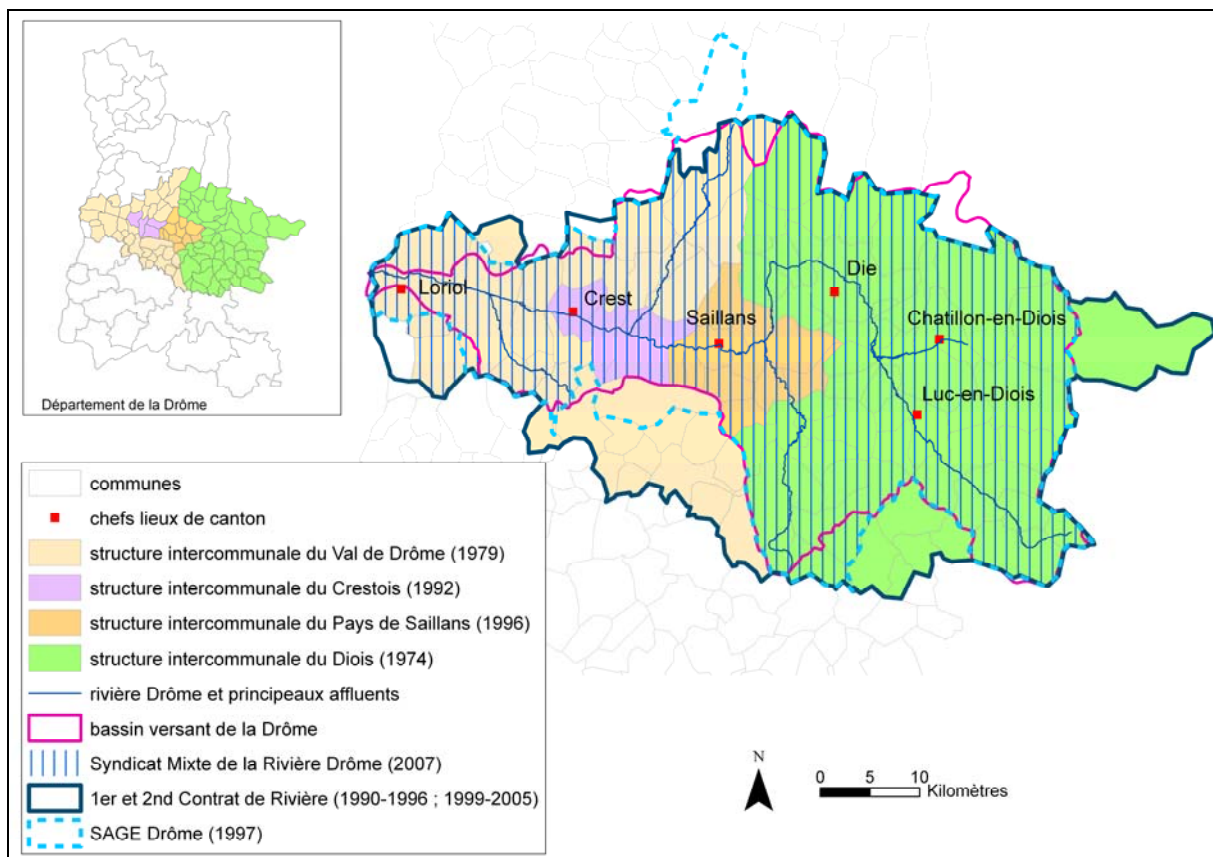 Département de la Drôme
Loriol
Crest
Saillans
Die
Chatillon-en-Diois
Luc-en-Diois
communes
chefs lieux de canton
structure intercommunale du Val de Drôme (1979)
structure intercommunale du Crestois (1992)
structure intercommunale du Pays de Saillans (1996)
structure intercommunale du Diois (1974)
rivière Drôme et principeaux affluents
bassin versant de la Drôme
Syndicat Mixte de la Rivière Drôme (2007)
1er et 2nd Contrat de Rivière (1990-1996 ; 1999-2005)
SAGE Drôme (1997)
N
0 5 10
Kilomètres